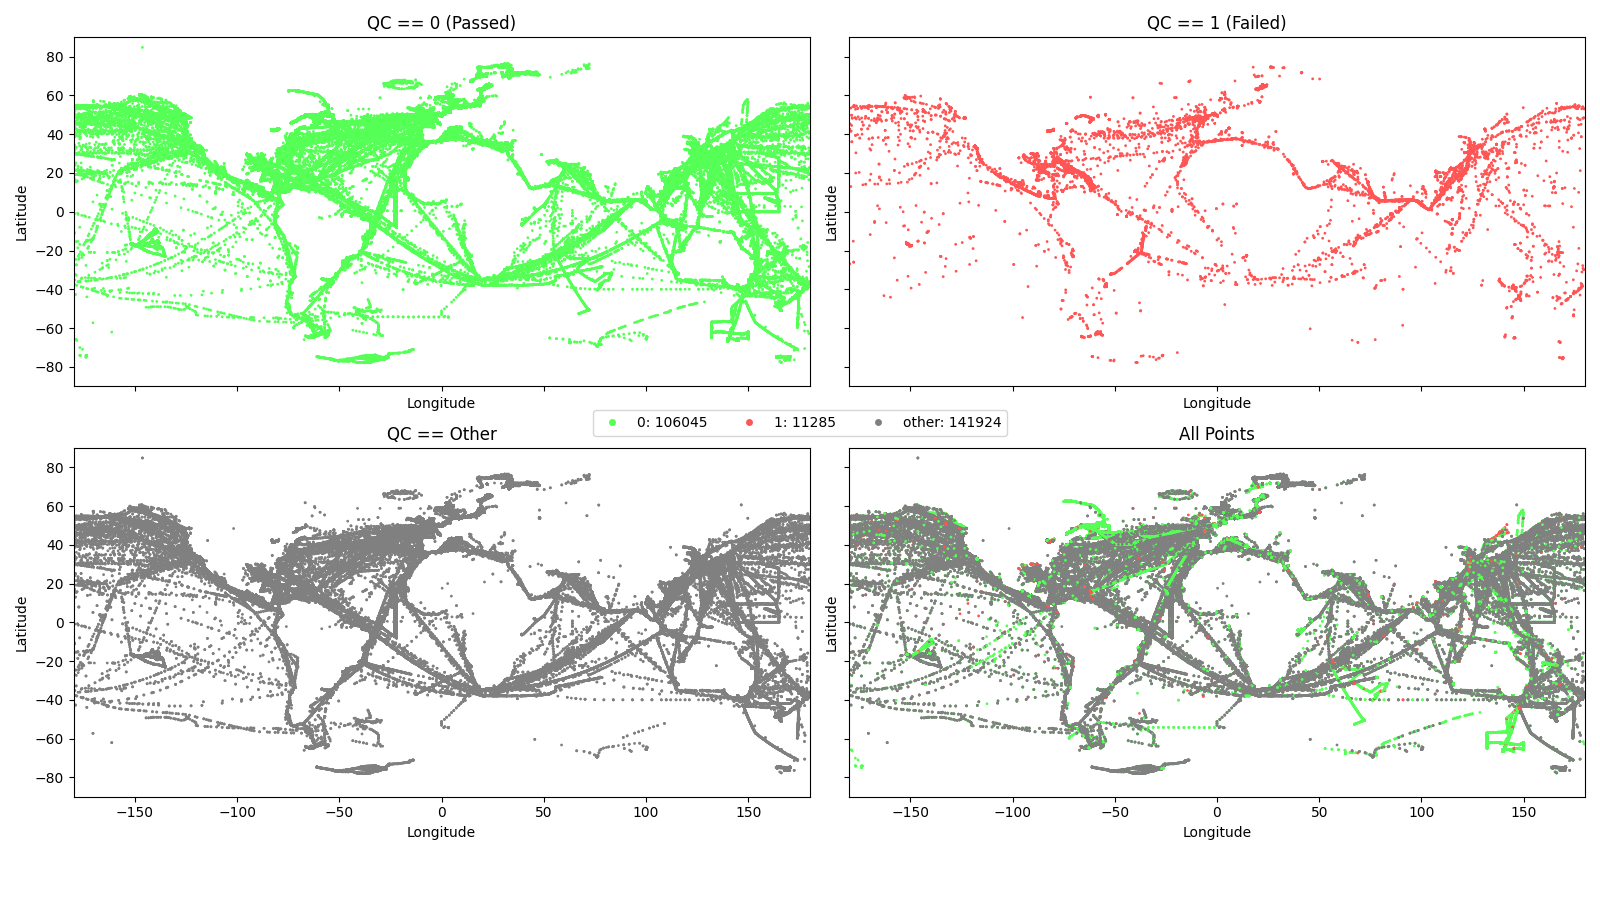 QC == 0 (Passed)
QC == 1 (Failed)
Latitude
80
60
40
20
0
−20
−40
−60
−80
Longitude
Latitude
Longitude
0: 106045
1: 11285
other: 141924
QC == Other
All Points
Latitude
80
60
40
20
0
−20
−40
−60
−80
−150
−100
−50
0
50
100
150
Longitude
Latitude
−150
−100
−50
0
50
100
150
Longitude